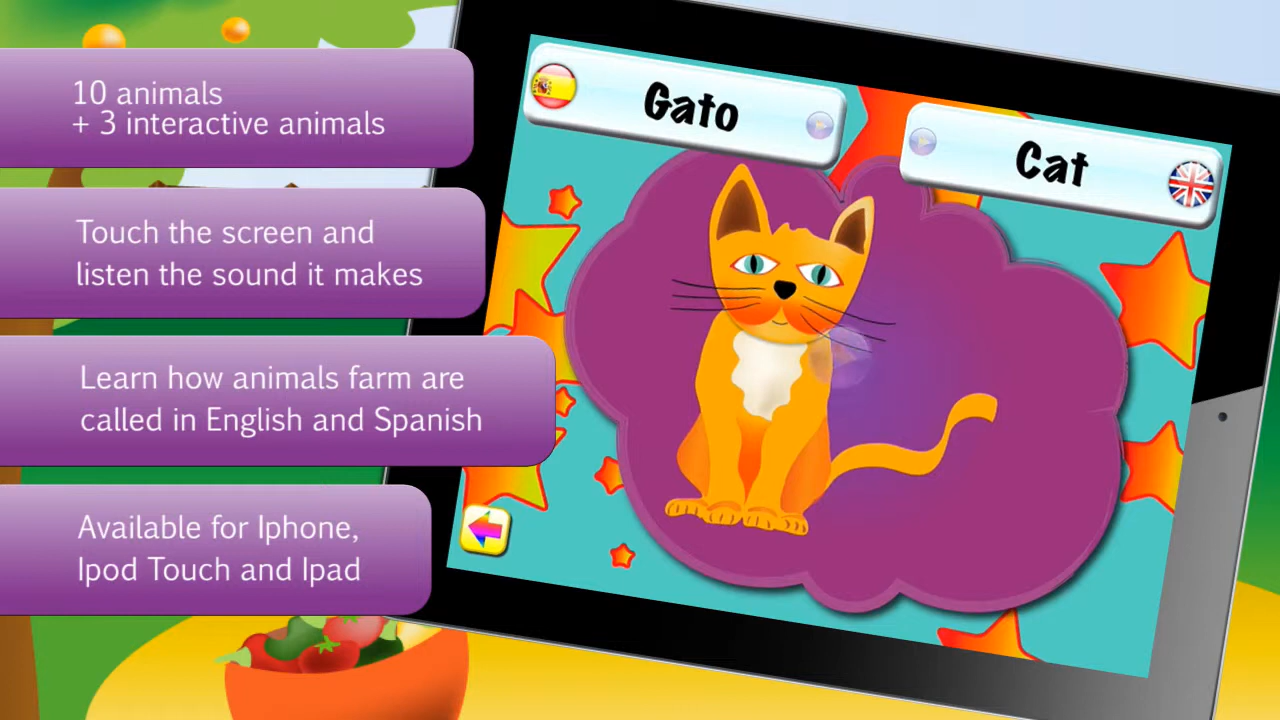 10 animals
+ 3 interactive animals
Touch the screen and
listen the sound it makes
Learn how animals farm are
called in English and Spanish
Available for Iphone,
Ipod Touch and Ipad
Gato
Cat